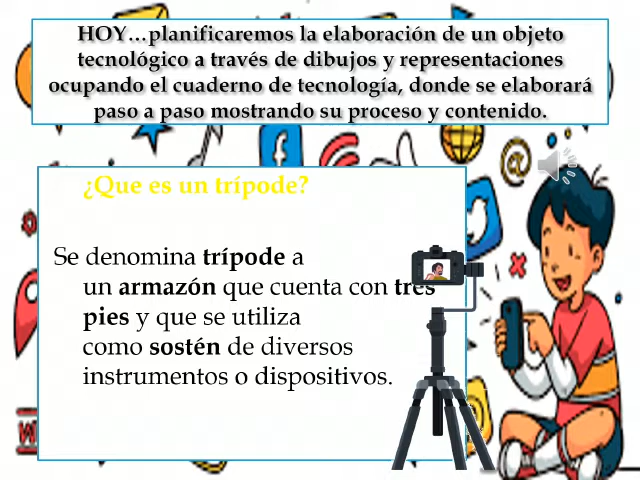 HOY…planificaremos la elaboración de un objeto
tecnológico a través de dibujos y representaciones
ocupando el cuaderno de tecnología, donde se elaborará
paso a paso mostrando su proceso y contenido.
¿Que es un trípode?
Se denomina trípode a
un armazón que cuenta con tres
pies y que se utiliza
como sostén de diversos
instrumentos o dispositivos.